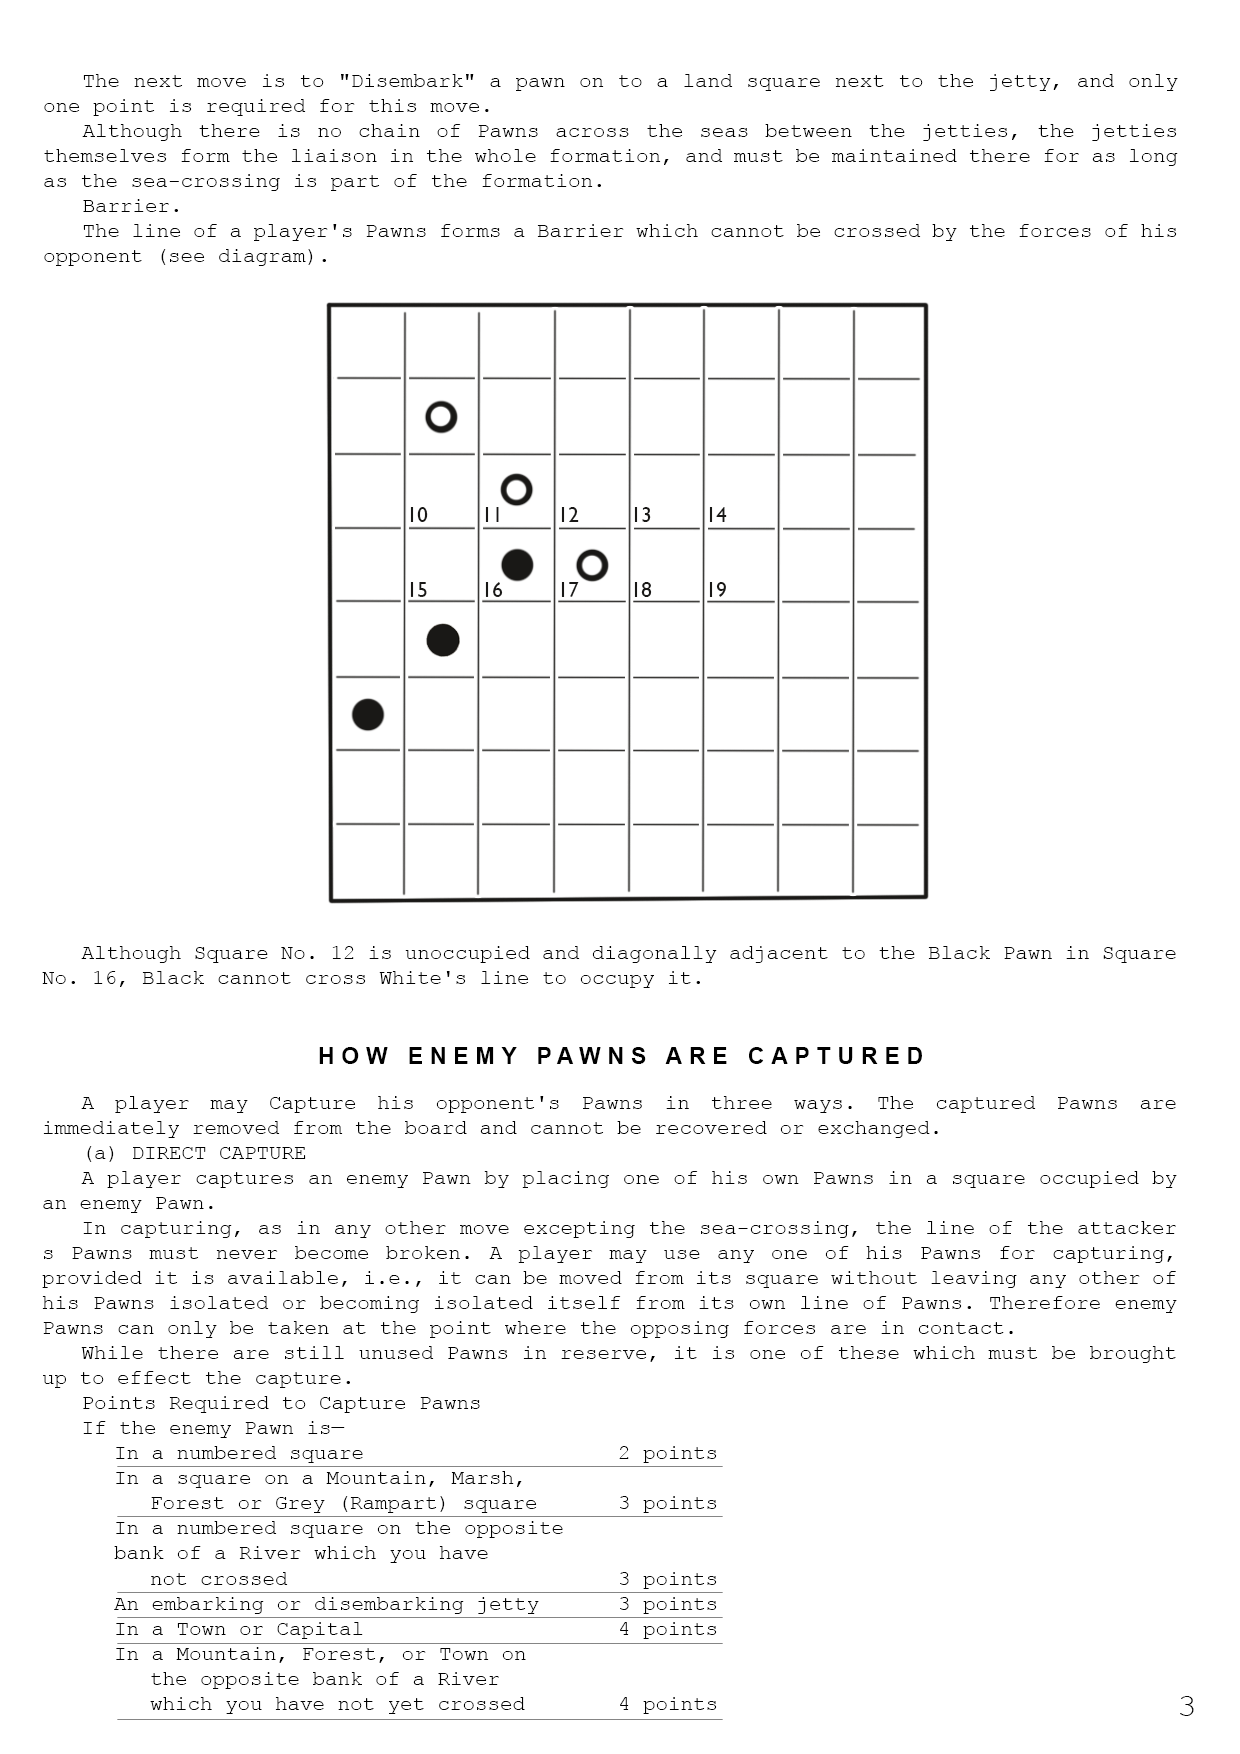 The next move is to "Disembark" a pawn on to a land square next to the jetty, and only
one point is required for this move.
Although there is no chain of Pawns across the seas between the jetties, the jetties
themselves form the liaison in the whole formation, and must be maintained there for as long
as the sea-crossing is part of the formation.
Barrier.
The line of a player's Pawns forms a Barrier which cannot be crossed by the forces of his
opponent (see diagram).
10 11 12 13 14
15 16 17 18 19
Although Square No. 12 is unoccupied and diagonally adjacent to the Black Pawn in Square
No. 16, Black cannot cross White's line to occupy it.
HOW ENEMY PAWNS ARE CAPTURED
A player may Capture his opponent's Pawns in three ways. The captured Pawns are
immediately removed from the board and cannot be recovered or exchanged.
(a) DIRECT CAPTURE
A player captures an enemy Pawn by placing one of his own Pawns in a square occupied by
an enemy Pawn.
In capturing, as in any other move excepting the sea-crossing, the line of the attacker
s Pawns must never become broken. A player may use any one of his Pawns for capturing,
provided it is available, i.e., it can be moved from its square without leaving any other of
his Pawns isolated or becoming isolated itself from its own line of Pawns. Therefore enemy
Pawns can only be taken at the point where the opposing forces are in contact.
While there are still unused Pawns in reserve, it is one of these which must be brought
up to effect the capture.
Points Required to Capture Pawns
If the enemy Pawn is—
In a numbered square 2 points
In a square on a Mountain, Marsh,
Forest or Grey (Rampart) square 3 points
In a numbered square on the opposite
bank of a River which you have
not crossed 3 points
An embarking or disembarking jetty 3 points
In a Town or Capital 4 points
In a Mountain, Forest, or Town on
the opposite bank of a River
which you have not yet crossed 4 points
3